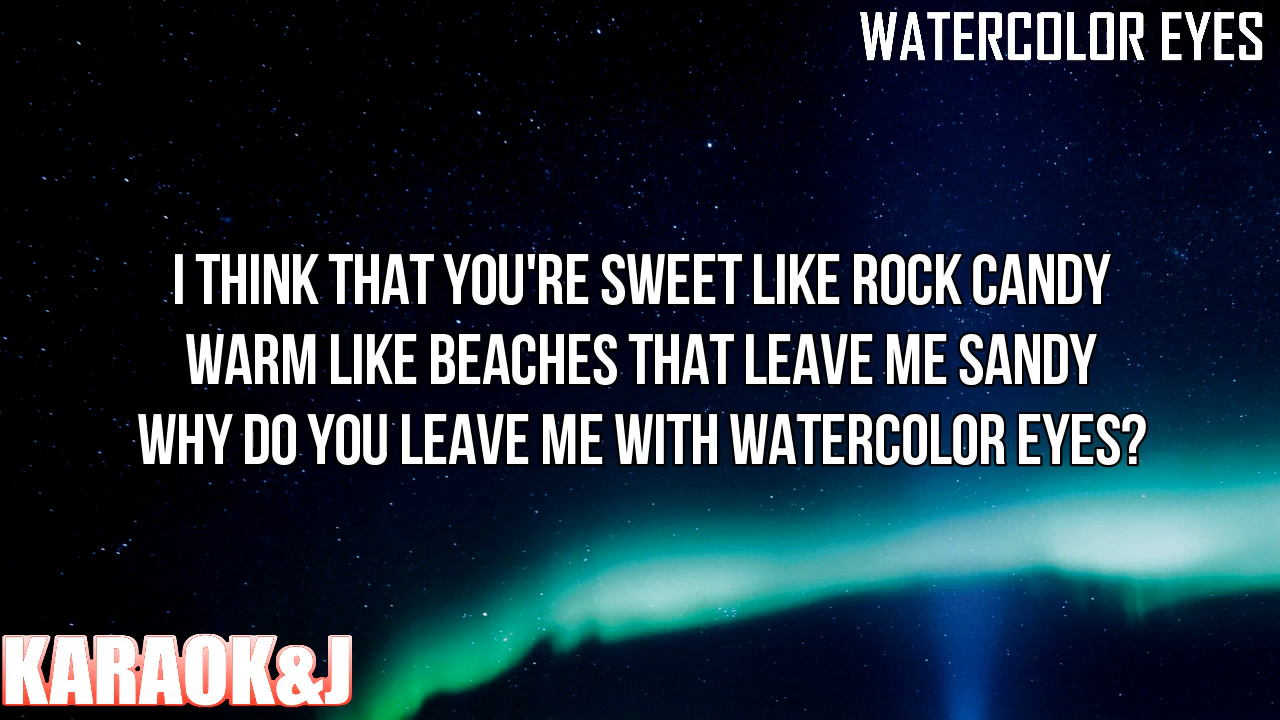 WATERCOLOR EYES
I THINK THAT YOU'RE SWEET LIKE ROCK CANDY
WARM LIKE BEACHES THAT LEAVE ME SANDY
WHY DO YOU LEAVE ME WITH WATERCOLOR EYES?
KARAOK&J